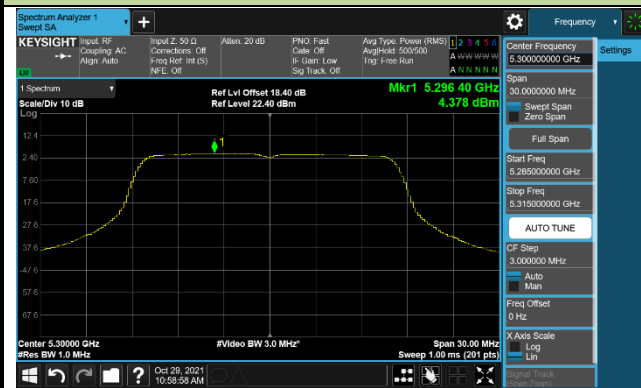 Spectrum Analyzer 1
Swept SA
+
Frequency
KEYSIGHT
Input: RF
Coupling: AC
Align: Auto
Input Z: 50 Ω
Corrections: Off
Freq Ref: Int (S)
NFE: Off
Atten: 20 dB
PNO: Fast
Gate: Off
IF Gain: Low
Sig Track: Off
Avg Type: Power (RMS)
Avg|Hold: 500/500
Trig: Free Run
1 2 3 4 5 6
A W W W W W
A N N N N N
1 Spectrum
Scale/Div 10 dB
Log
Ref Lvl Offset 18.40 dB
Ref Level 22.40 dBm
Mkr1 5.296 40 GHz
4.378 dBm
1
12.4
2.40
-7.60
-17.6
-27.6
-37.6
-47.6
-57.6
-67.6
Center 5.30000 GHz
#Res BW 1.0 MHz
#Video BW 3.0 MHz*
Span 30.00 MHz
Sweep 1.00 ms (201 pts)
Center Frequency
5.300000000 GHz
Settings
Span
30.0000000 MHz
Swept Span
Zero Span
Full Span
Start Freq
5.285000000 GHz
Stop Freq
5.315000000 GHz
AUTO TUNE
CF Step
3.000000 MHz
Auto
Man
Freq Offset
0 Hz
X Axis Scale
Log
Lin
Signal Track
(Span Zoom)
?
Oct 29, 2021
10:58:58 AM